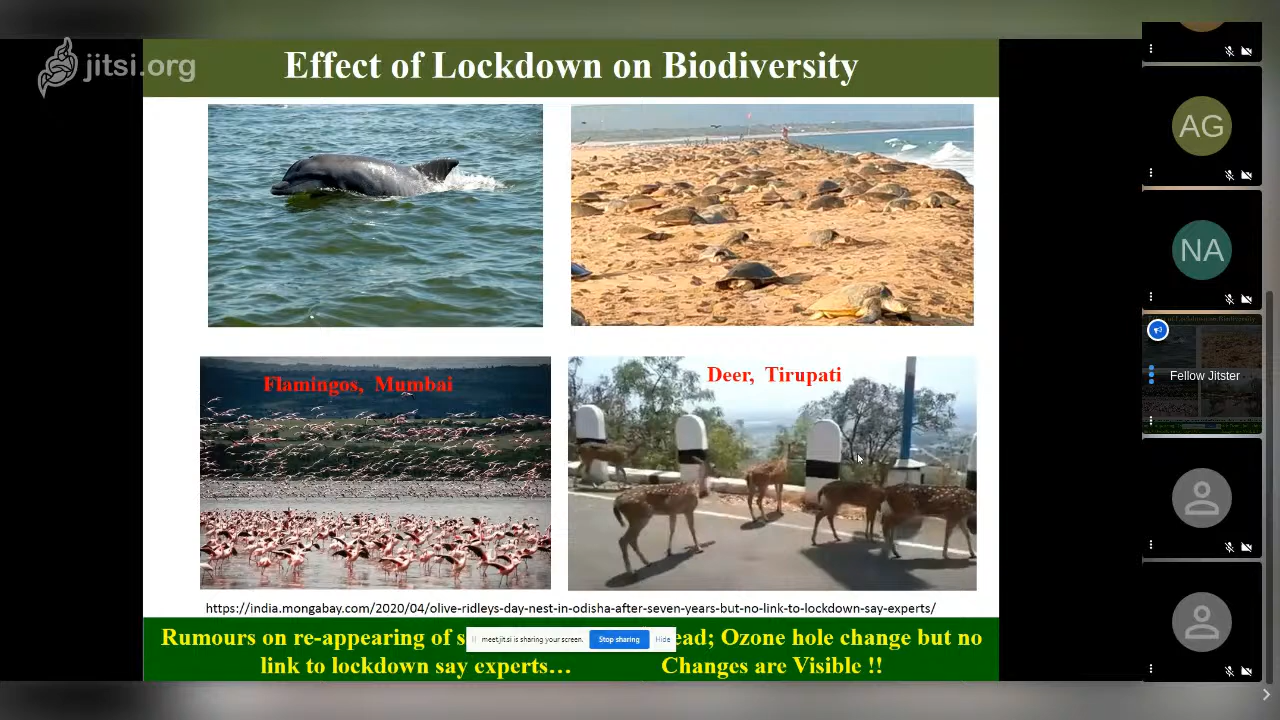 jitsi.org
Effect of Lockdown on Biodiversity
AG
NA
Fellow Jitster
Flamingos, Mumbai
Deer, Tirupati
https://india.mongabay.com/2020/04/olive-ridleys-day-nest-in-odisha-after-seven-years-but-no-link-to-lockdown-say-experts/
Rumours on re-appearing of ; Ozone hole change but no
meet.jit.si is sharing your screen. Stop sharing Hide
link to lockdown say experts… Changes are Visible !!